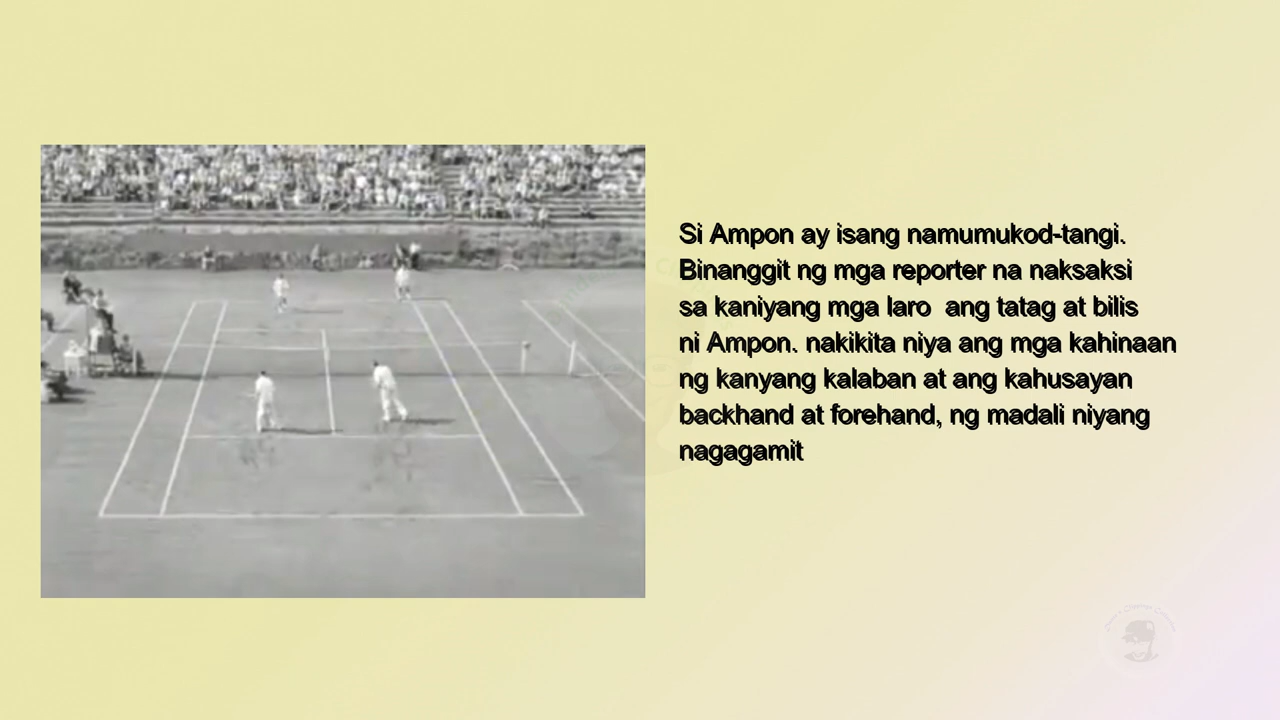 Si Ampon ay isang namumukod-tangi.
Binanggit ng mga reporter na naksaksi
sa kaniyang mga laro  ang tatag at bilis
ni Ampon. nakikita niya ang mga kahinaan
ng kanyang kalaban at ang kahusayan
backhand at forehand, ng madali niyang
nagagamit